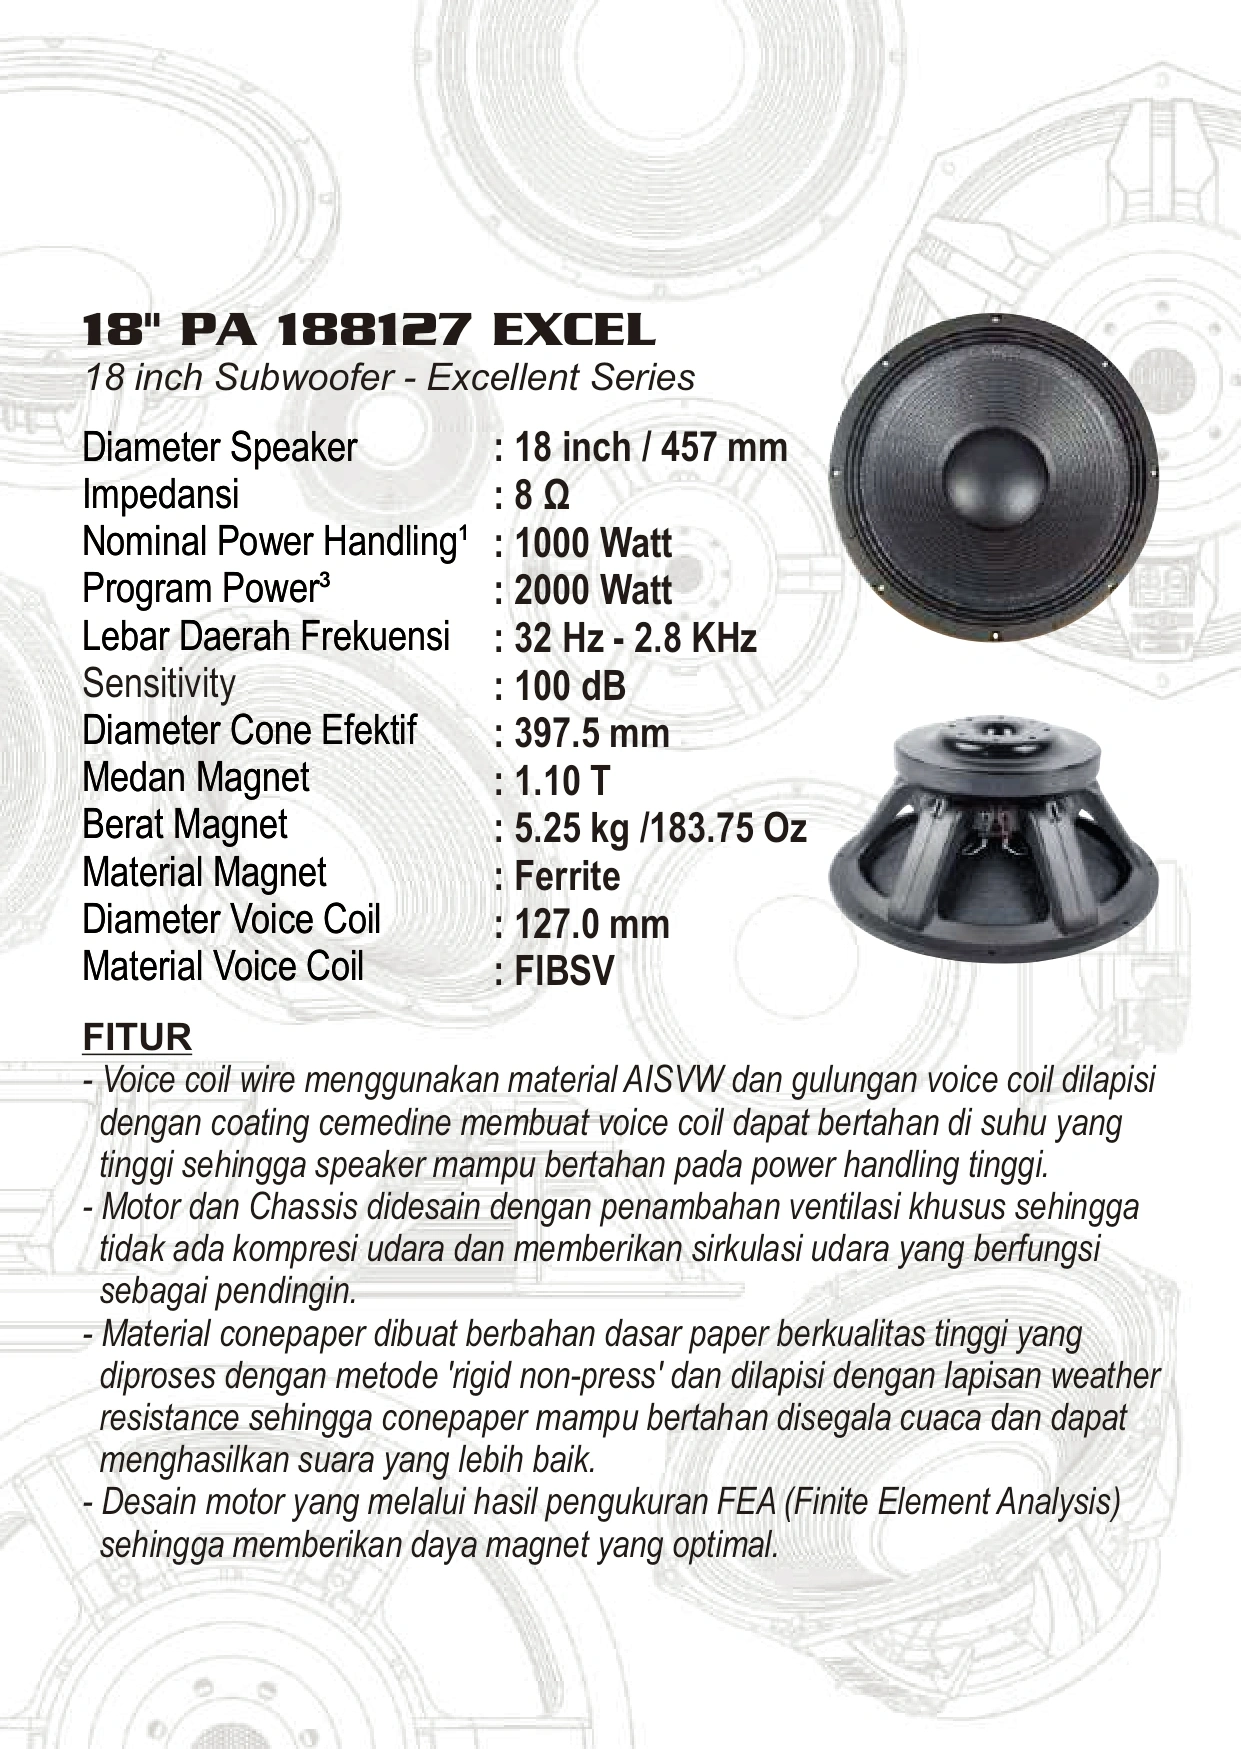 18" PA 188127 EXCEL
18 inch Subwoofer - Excellent Series
Diameter Speaker : 18 inch / 457 mm
Impedansi : 8 Ω
Nominal Power Handling¹ : 1000 Watt
Program Power³ : 2000 Watt
Lebar Daerah Frekuensi : 32 Hz - 2.8 KHz
Sensitivity : 100 dB
Diameter Cone Efektif : 397.5 mm
Medan Magnet : 1.10 T
Berat Magnet : 5.25 kg /183.75 Oz
Material Magnet : Ferrite
Diameter Voice Coil : 127.0 mm
Material Voice Coil : FIBSV
FITUR
- Voice coil wire menggunakan material AISVW dan gulungan voice coil dilapisi
dengan coating cemedine membuat voice coil dapat bertahan di suhu yang
tinggi sehingga speaker mampu bertahan pada power handling tinggi.
- Motor dan Chassis didesain dengan penambahan ventilasi khusus sehingga
tidak ada kompresi udara dan memberikan sirkulasi udara yang berfungsi
sebagai pendingin.
- Material conepaper dibuat berbahan dasar paper berkualitas tinggi yang
diproses dengan metode 'rigid non-press' dan dilapisi dengan lapisan weather
resistance sehingga conepaper mampu bertahan disegala cuaca dan dapat
menghasilkan suara yang lebih baik.
- Desain motor yang melalui hasil pengukuran FEA (Finite Element Analysis)
sehingga memberikan daya magnet yang optimal.